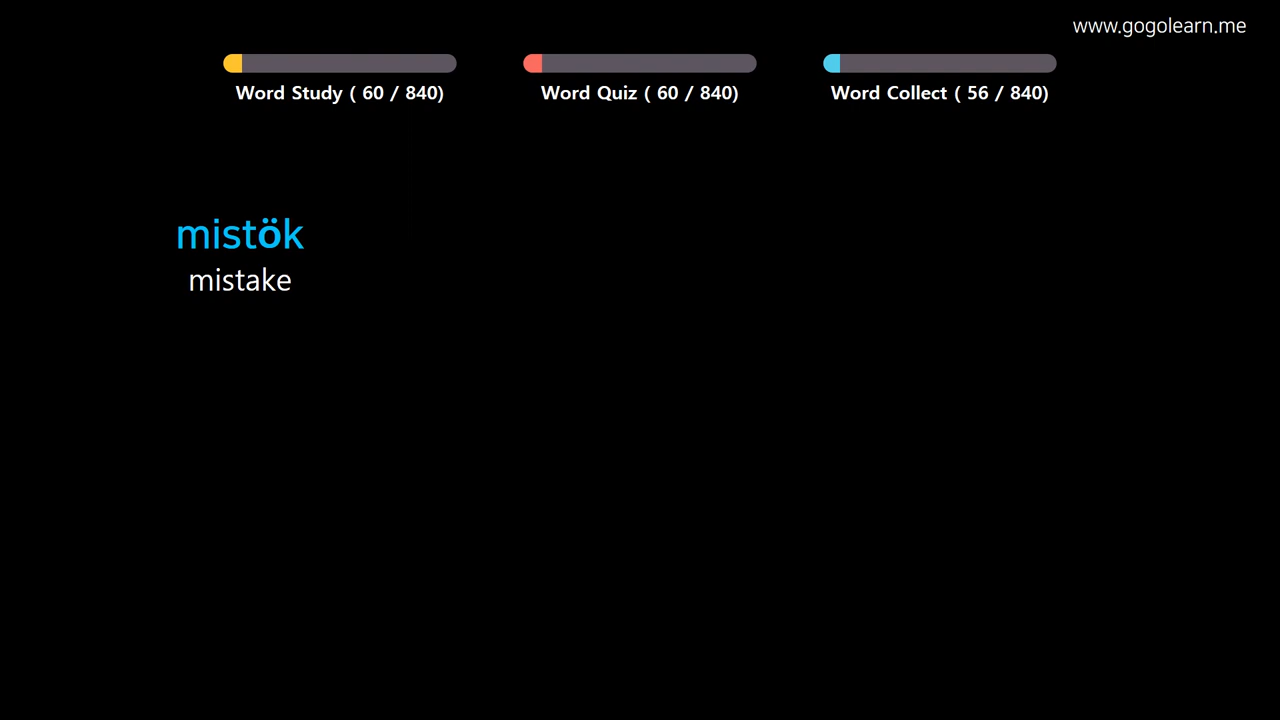 www.gogolearn.me
Word Study ( 60 / 840)
Word Quiz ( 60 / 840)
Word Collect ( 56 / 840)
mistök
mistake